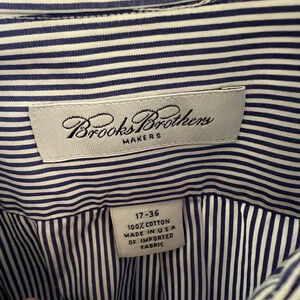 Brooks Brothers
MAKERS
17-36
100% COTTON
MADE IN U.S.A
OF IMPORTED
FABRIC